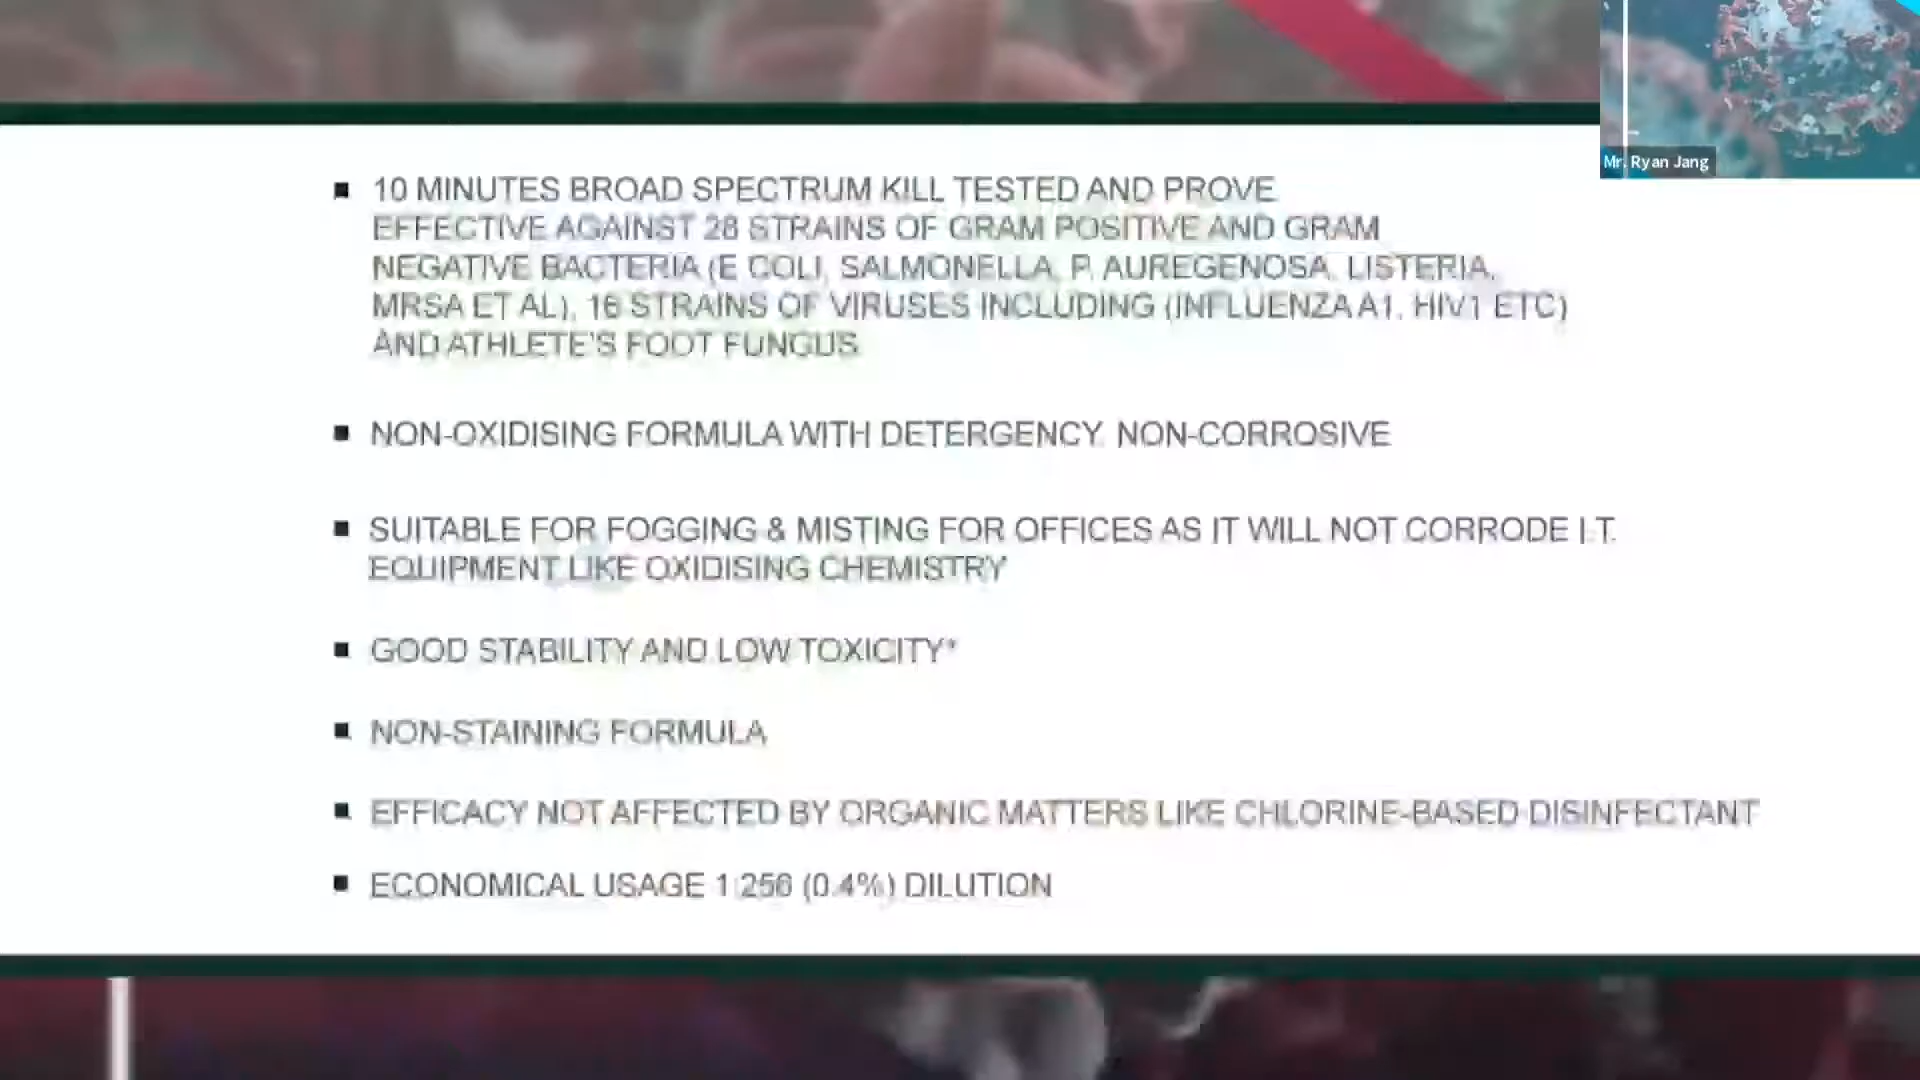 Mr. Ryan Jang
10 MINUTES BROAD SPECTRUM KILL TESTED AND PROVE
EFFECTIVE AGAINST 28 STRAINS OF GRAM POSITIVE AND GRAM
NEGATIVE BACTERIA (E COLI, SALMONELLA, P. AUREGENOSA, LISTERIA,
MRSA ET AL), 16 STRAINS OF VIRUSES INCLUDING (INFLUENZA A1, HIV1 ETC)
AND ATHLETE'S FOOT FUNGUS
NON-OXIDISING FORMULA WITH DETERGENCY. NON-CORROSIVE
SUITABLE FOR FOGGING & MISTING FOR OFFICES AS IT WILL NOT CORRODE I.T.
EQUIPMENT LIKE OXIDISING CHEMISTRY
GOOD STABILITY AND LOW TOXICITY*
NON-STAINING FORMULA
EFFICACY NOT AFFECTED BY ORGANIC MATTERS LIKE CHLORINE-BASED DISINFECTANT
ECONOMICAL USAGE 1:256 (0.4%) DILUTION